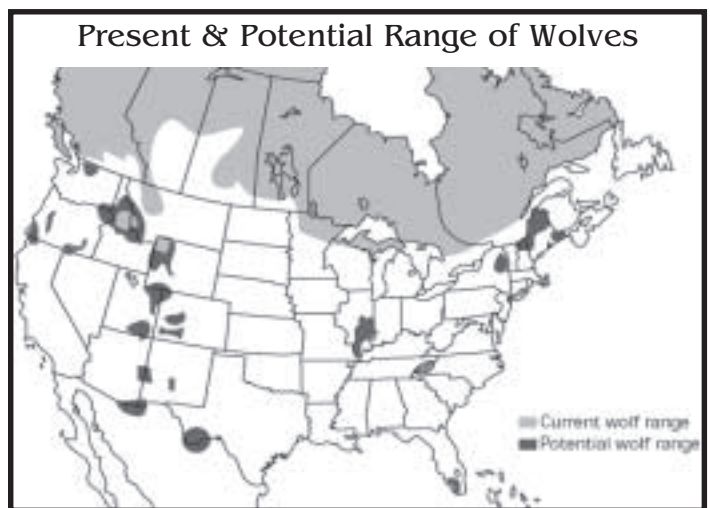 Present & Potential Range of Wolves
Current wolf range
Potential wolf range